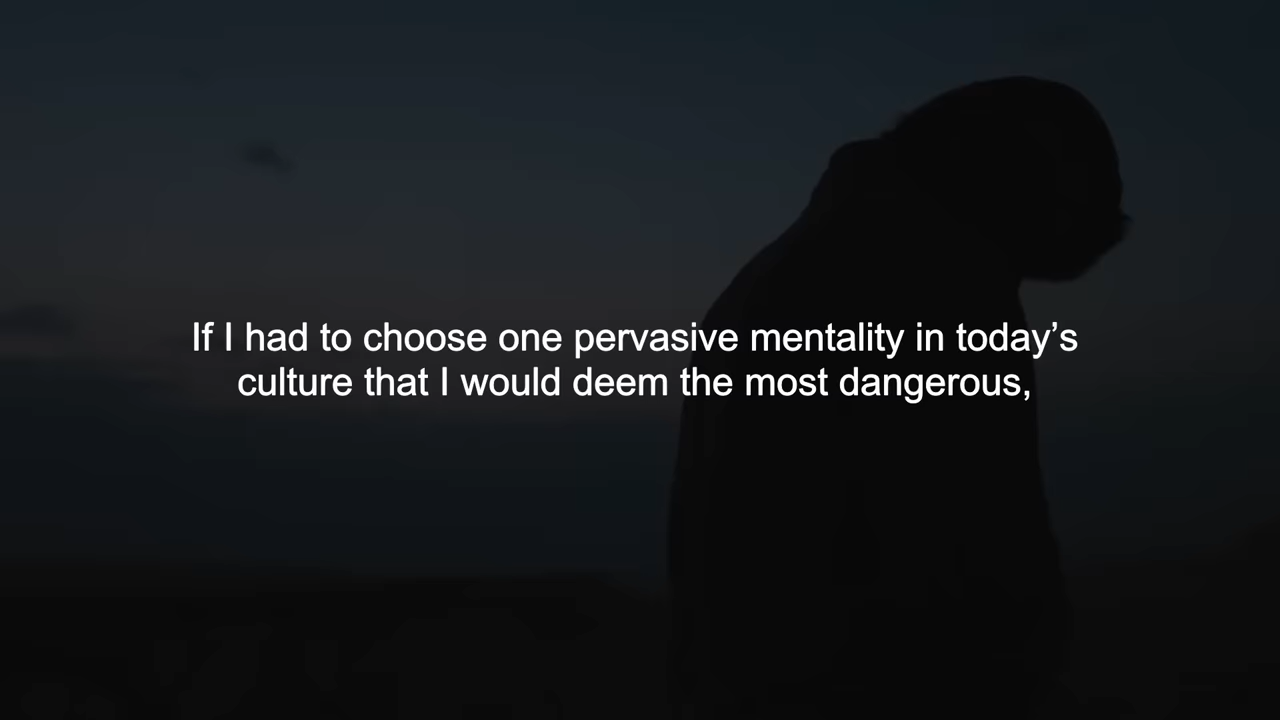 If I had to choose one pervasive mentality in today’s
culture that I would deem the most dangerous,